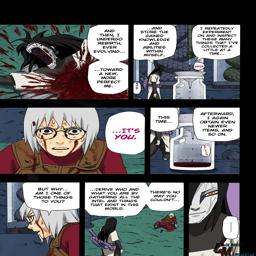 I REPEATEDLY
EXPERIMENT
ON AND INSPECT
THESE MANY
THINGS THAT I'VE
COLLECTED A
LITTLE AT A
TIME...
...AND STORE
THE GAINED
KNOWLEDGE
AND
ABILITIES
WITHIN
MYSELF.
AND
THEN, I
UNDERGO
REBIRTH,
EVER
EVOLVING...
...TOWARD
A NEW,
MORE
PERFECT
ME.
AFTERWARD,
I AGAIN
OBTAIN EVEN
NEWER
ITEMS, AND
SO ON.
THIS
TIME...
...IT'S
YOU.
THERE'S NO
WAY YOU
COULDN'T...
...DERIVE WHO
AND WHAT YOU
ARE BY
GATHERING ALL
THE INTEL AND
THINGS THAT
EXIST IN THIS
WORLD.
BUT WHY...
...AM I ONE
OF THOSE
THINGS TO
YOU?